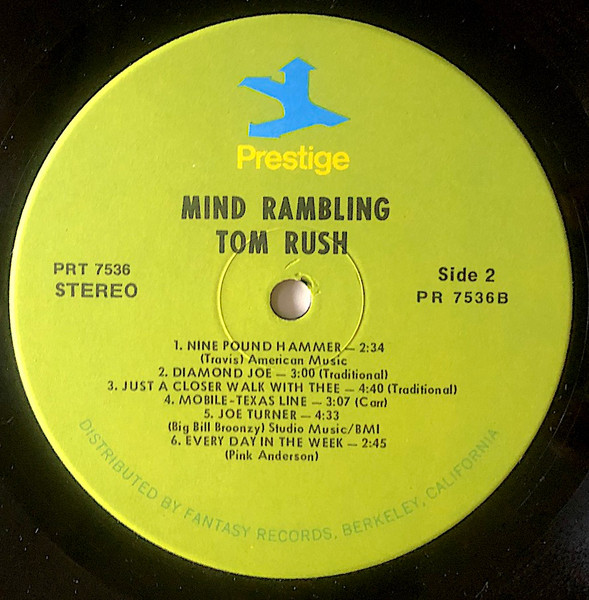 Prestige
MIND RAMBLING
TOM RUSH
PRT 7536
STEREO
Side 2
PR 7536B
1. NINE POUND HAMMER — 2:34
(Travis) American Music
2. DIAMOND JOE — 3:00 (Traditional)
3. JUST A CLOSER WALK WITH THEE — 4:40 (Traditional)
4. MOBILE-TEXAS LINE — 3:07 (Carr)
5. JOE TURNER — 4:33
(Big Bill Broonzy) Studio Music/BMI
6. EVERY DAY IN THE WEEK — 2:45
(Pink Anderson)
DISTRIBUTED BY FANTASY RECORDS, BERKELEY, CALIFORNIA